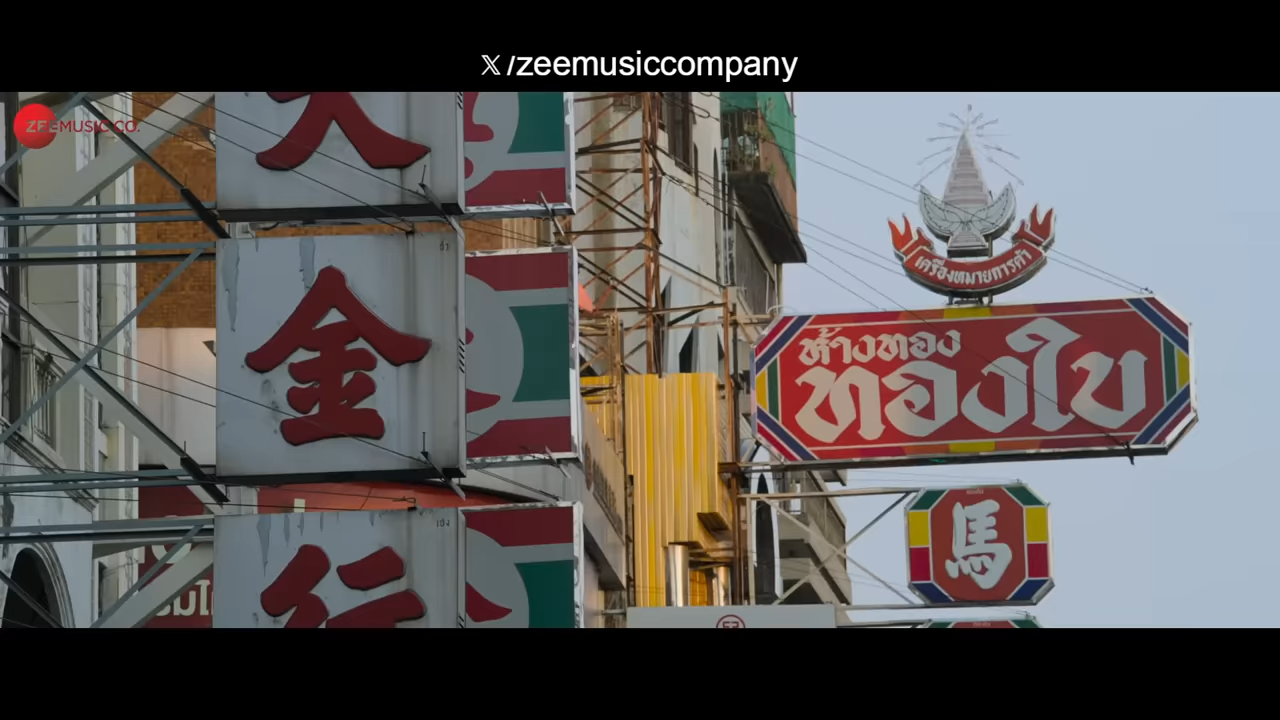 𝕏/zeemusiccompany
ZEE MUSIC CO.
金
行
เครื่องหมายการค้า
ห้างทอง
ทองใบ
馬